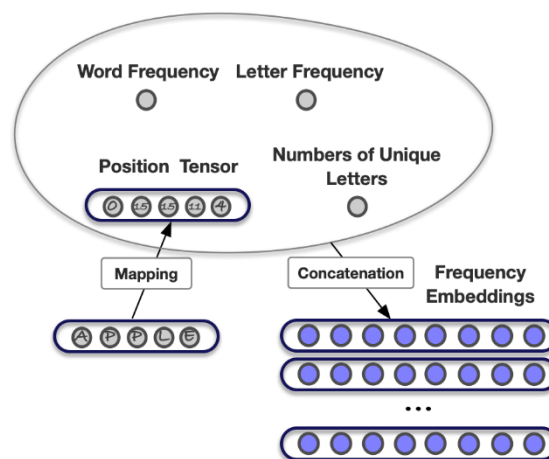 Word Frequency
Letter Frequency
Position Tensor
Numbers of Unique
Letters
0 15 15 11 4
Mapping
Concatenation
Frequency
Embeddings
A P P L E
...